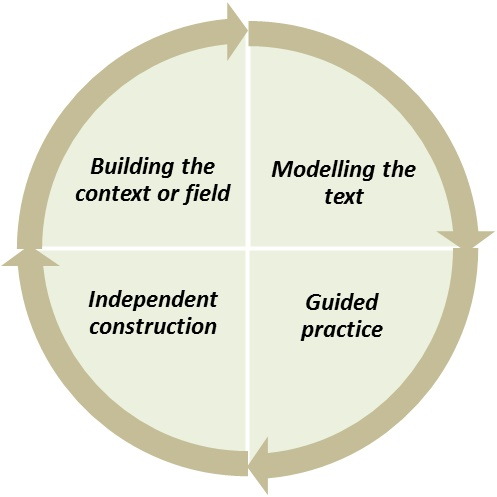 Building the
context or field
Modelling the
text
Independent
construction
Guided
practice